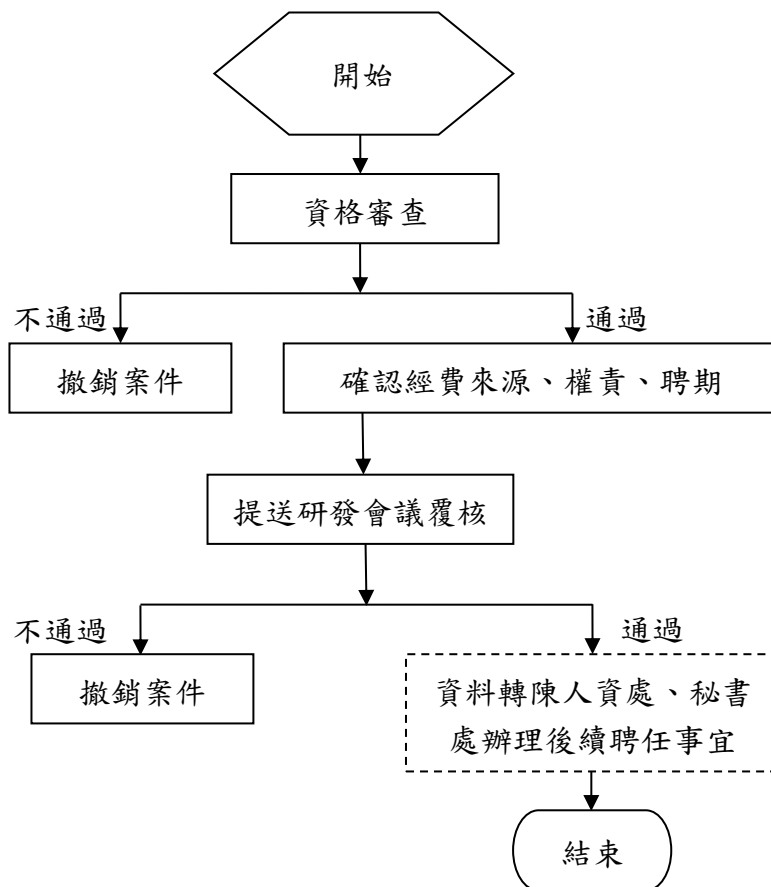 開始
資格審查
不通過
通過
撤銷案件
確認經費來源、權責、聘期
提送研發會議覆核
不通過
通過
撤銷案件
資料轉陳人資處、秘書
處辦理後續聘任事宜
結束